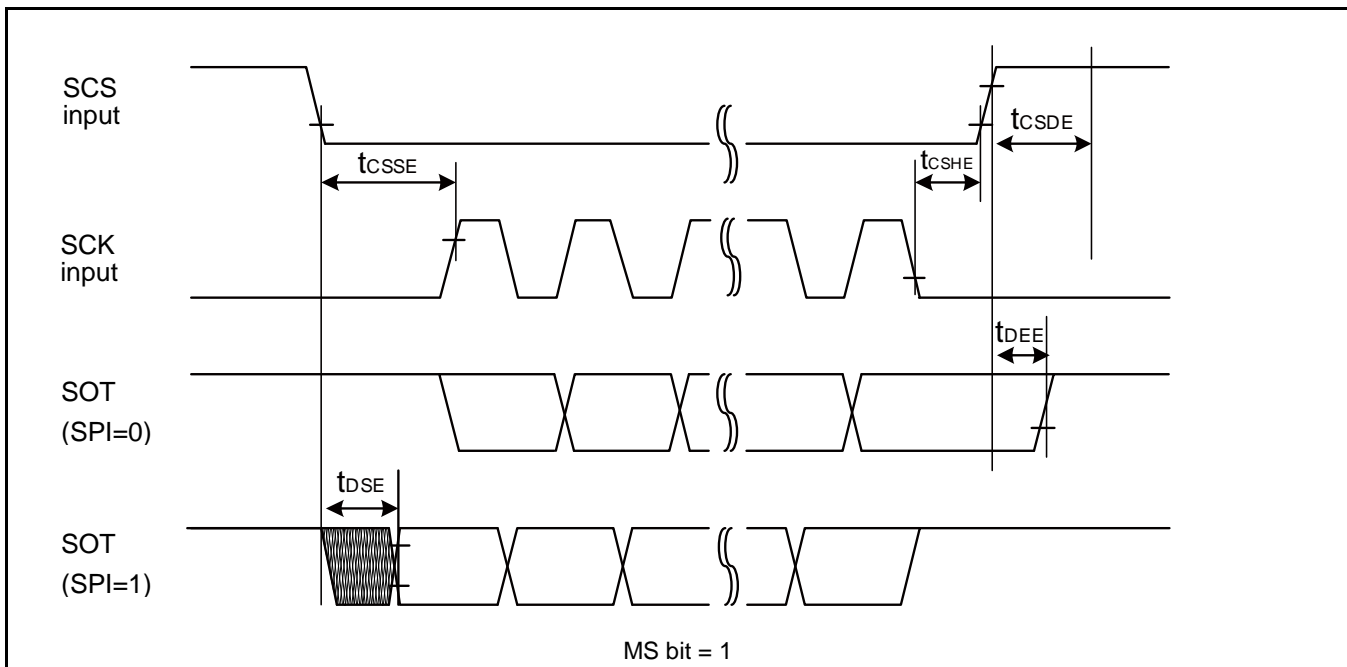 SCS
input
tCSDE
tCSSE
tCSHE
SCK
input
tDEE
SOT
(SPI=0)
tDSE
SOT
(SPI=1)
MS bit = 1